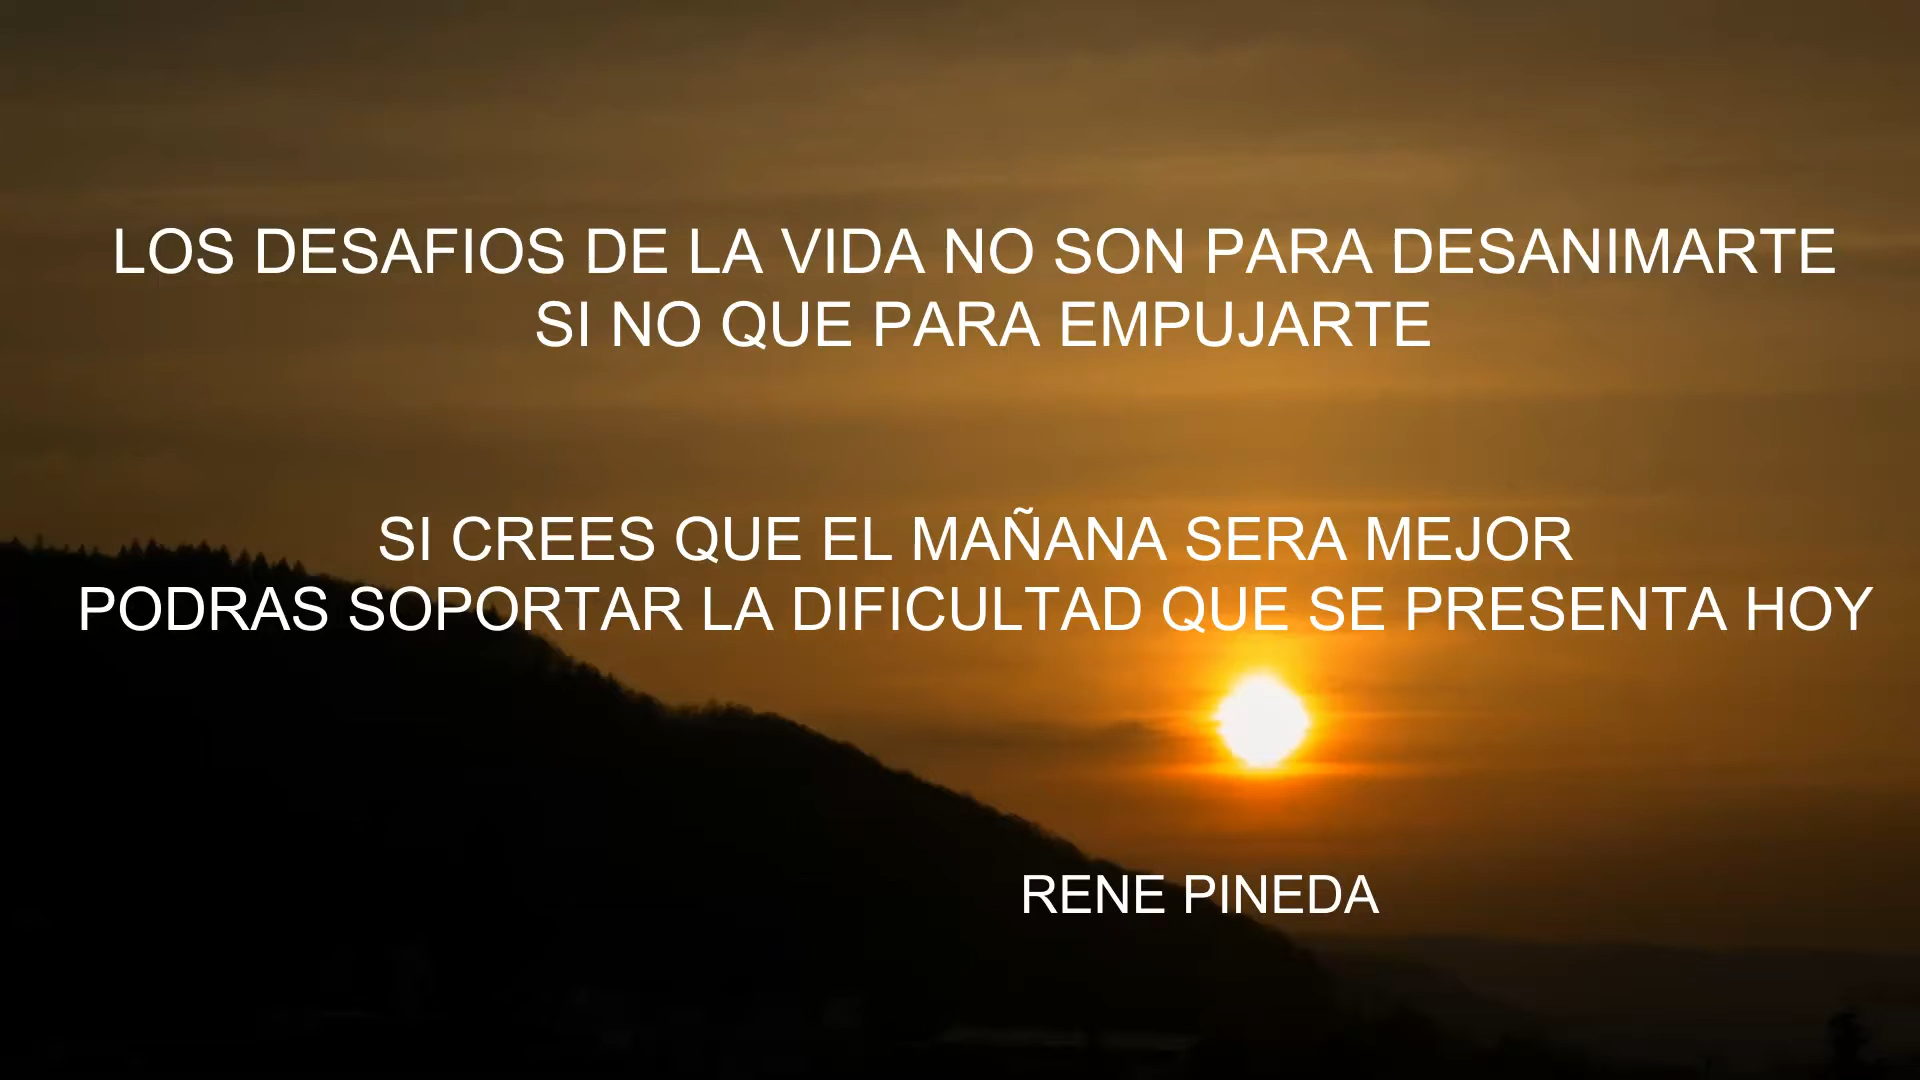 LOS DESAFIOS DE LA VIDA NO SON PARA DESANIMARTE
SI NO QUE PARA EMPUJARTE
SI CREES QUE EL MAÑANA SERA MEJOR
PODRAS SOPORTAR LA DIFICULTAD QUE SE PRESENTA HOY
RENE PINEDA